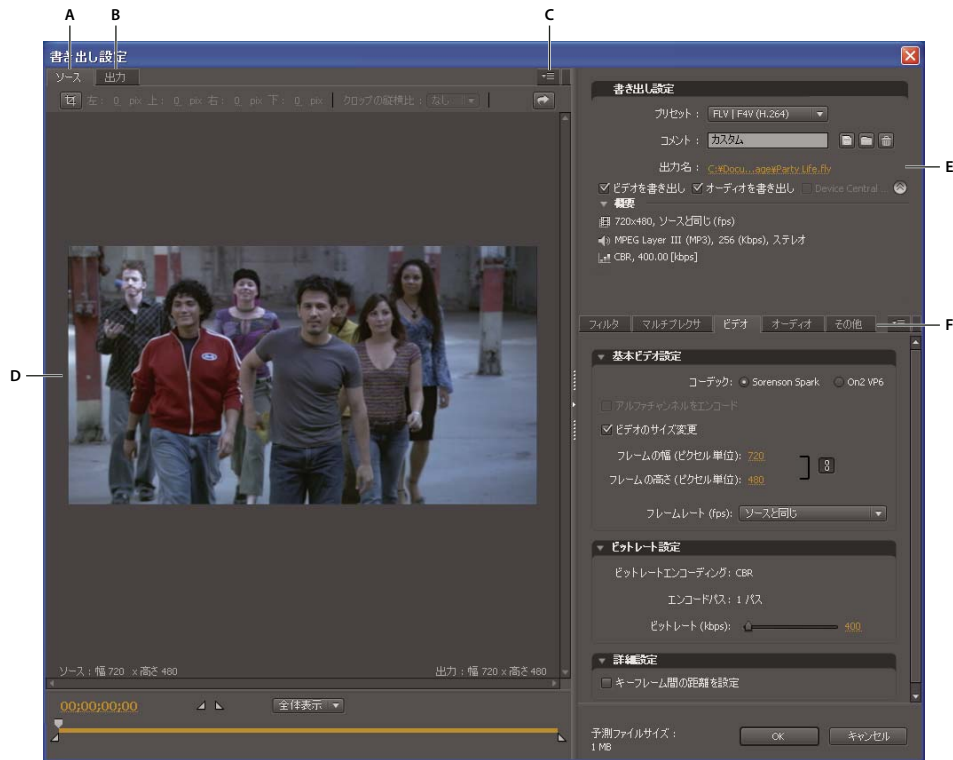 A
B
C
書き出し設定
ソース 出力
左: 0 pix 上: 0 pix 右: 0 pix 下: 0 pix クロップの縦横比: なし
書き出し設定
プリセット: FLV | F4V (H.264)
コメント: カスタム
出力名: C:¥Docu...age¥Party Life.flv
E
ビデオを書き出し オーディオを書き出し Device Central ...
概要
720x480, ソースと同じ (fps)
MPEG Layer III (MP3), 256 (Kbps), ステレオ
CBR, 400.00 [kbps]
フィルタ マルチプレクサ ビデオ オーディオ その他
F
D
基本ビデオ設定
コーデック: Sorenson Spark On2 VP6
アルファチャンネルをエンコード
ビデオのサイズ変更
フレームの幅 (ピクセル単位): 720
フレームの高さ (ピクセル単位): 480
フレームレート (fps): ソースと同じ
ビットレート設定
ビットレートエンコーディング: CBR
エンコードパス: 1 パス
ビットレート (kbps): 400
詳細設定
キーフレーム間の距離を設定
ソース: 幅 720 x 高さ 480
出力: 幅 720 x 高さ 480
00;00;00;00
全体表示
予測ファイルサイズ:
1 MB
OK キャンセル